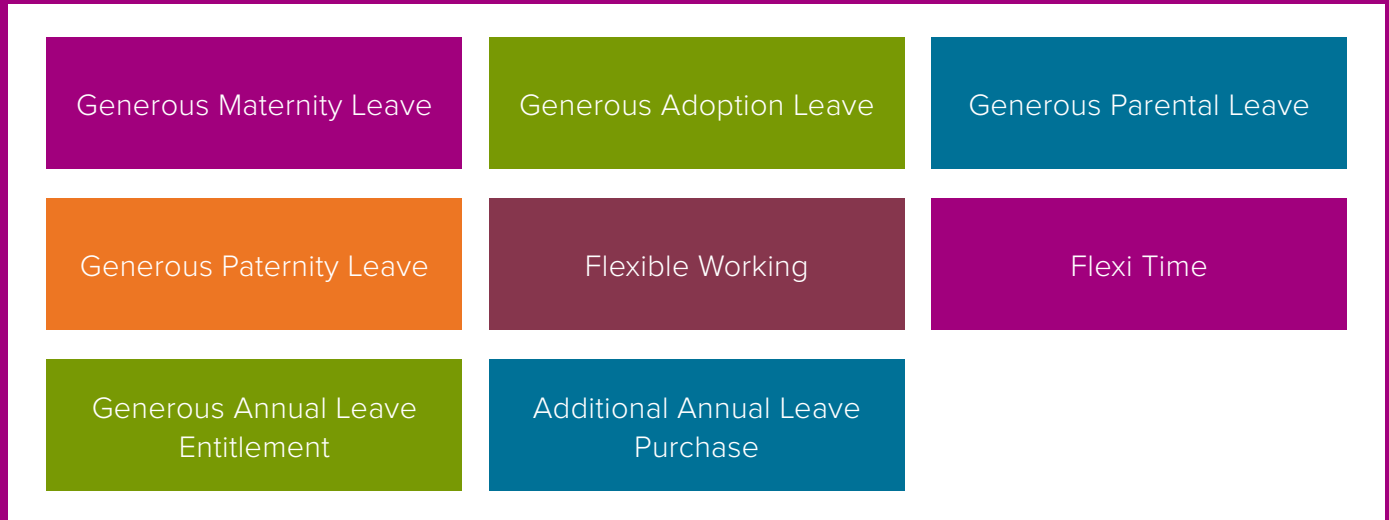 Generous Maternity Leave
Generous Adoption Leave
Generous Parental Leave
Generous Paternity Leave
Flexible Working
Flexi Time
Generous Annual Leave
Entitlement
Additional Annual Leave
Purchase